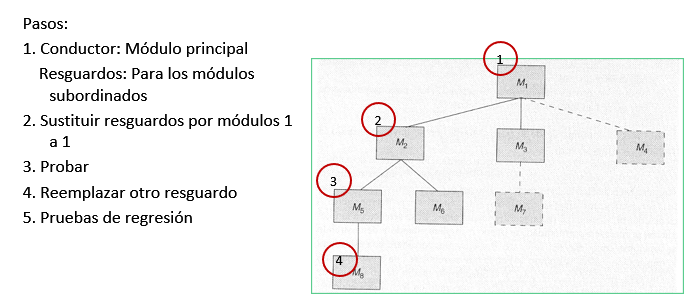 Pasos:
1. Conductor: Módulo principal
Resguardos: Para los módulos
subordinados
2. Sustituir resguardos por módulos 1
a 1
3. Probar
4. Reemplazar otro resguardo
5. Pruebas de regresión
1
M₁
2
M₂
M₃
M₄
3
M₅
M₆
M₇
4
M₈